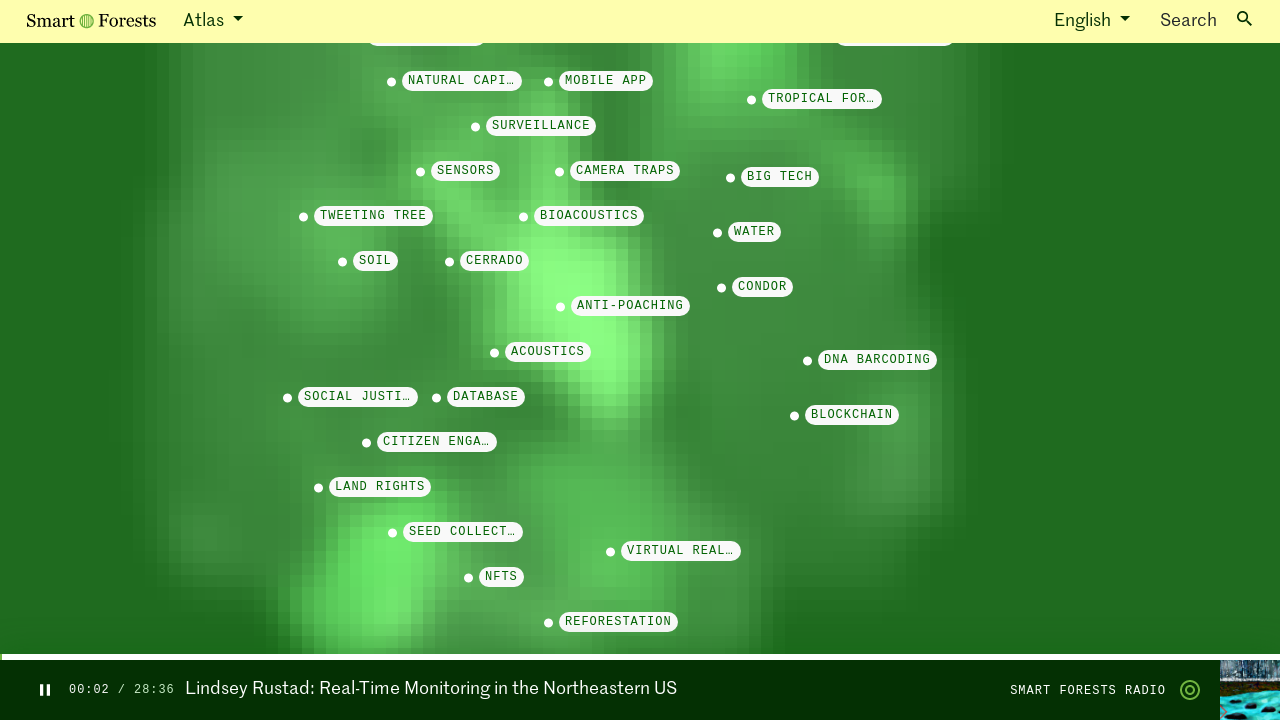 Smart Forests
Atlas
English
Search
NATURAL CAPI…
MOBILE APP
TROPICAL FOR…
SURVEILLANCE
SENSORS
CAMERA TRAPS
BIG TECH
TWEETING TREE
BIOACOUSTICS
WATER
SOIL
CERRADO
CONDOR
ANTI-POACHING
ACOUSTICS
DNA BARCODING
SOCIAL JUSTI…
DATABASE
BLOCKCHAIN
CITIZEN ENGA…
LAND RIGHTS
SEED COLLECT…
VIRTUAL REAL…
NFTS
REFORESTATION
00:02 / 28:36
Lindsey Rustad: Real-Time Monitoring in the Northeastern US
SMART FORESTS RADIO